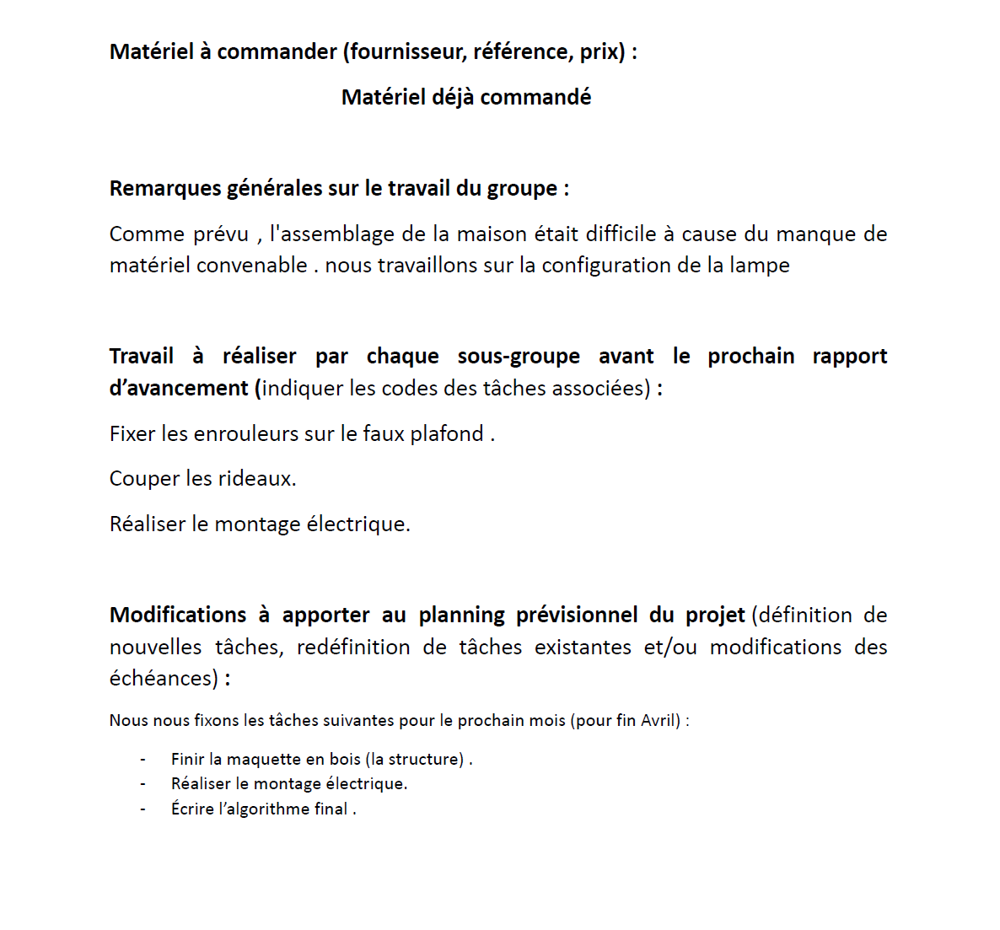 Matériel à commander (fournisseur, référence, prix) :
Matériel déjà commandé
Remarques générales sur le travail du groupe :
Comme prévu , l'assemblage de la maison était difficile à cause du manque de
matériel convenable . nous travaillons sur la configuration de la lampe
Travail à réaliser par chaque sous-groupe avant le prochain rapport
d’avancement (indiquer les codes des tâches associées) :
Fixer les enrouleurs sur le faux plafond .
Couper les rideaux.
Réaliser le montage électrique.
Modifications à apporter au planning prévisionnel du projet (définition de
nouvelles tâches, redéfinition de tâches existantes et/ou modifications des
échéances) :
Nous nous fixons les tâches suivantes pour le prochain mois (pour fin Avril) :
- Finir la maquette en bois (la structure) .
- Réaliser le montage électrique.
- Écrire l’algorithme final .